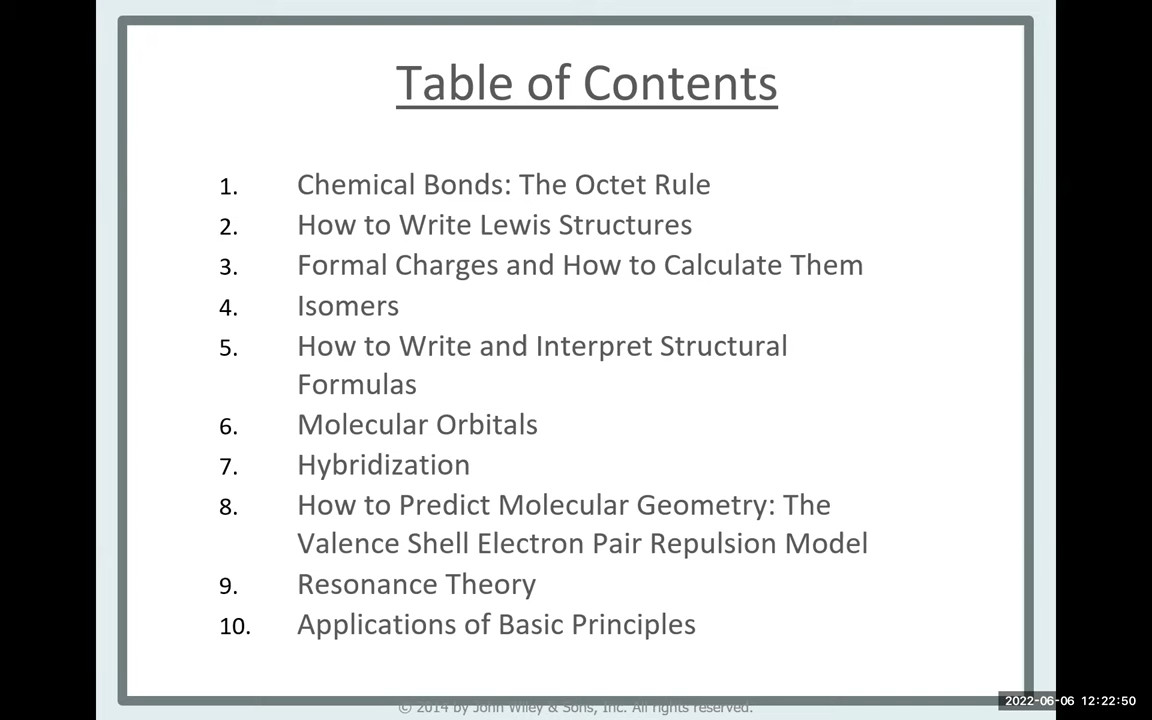 Table of Contents
1. Chemical Bonds: The Octet Rule
2. How to Write Lewis Structures
3. Formal Charges and How to Calculate Them
4. Isomers
5. How to Write and Interpret Structural
Formulas
6. Molecular Orbitals
7. Hybridization
8. How to Predict Molecular Geometry: The
Valence Shell Electron Pair Repulsion Model
9. Resonance Theory
10. Applications of Basic Principles
© 2014 by John Wiley & Sons, Inc. All rights reserved.
2022-06-06 12:22:50